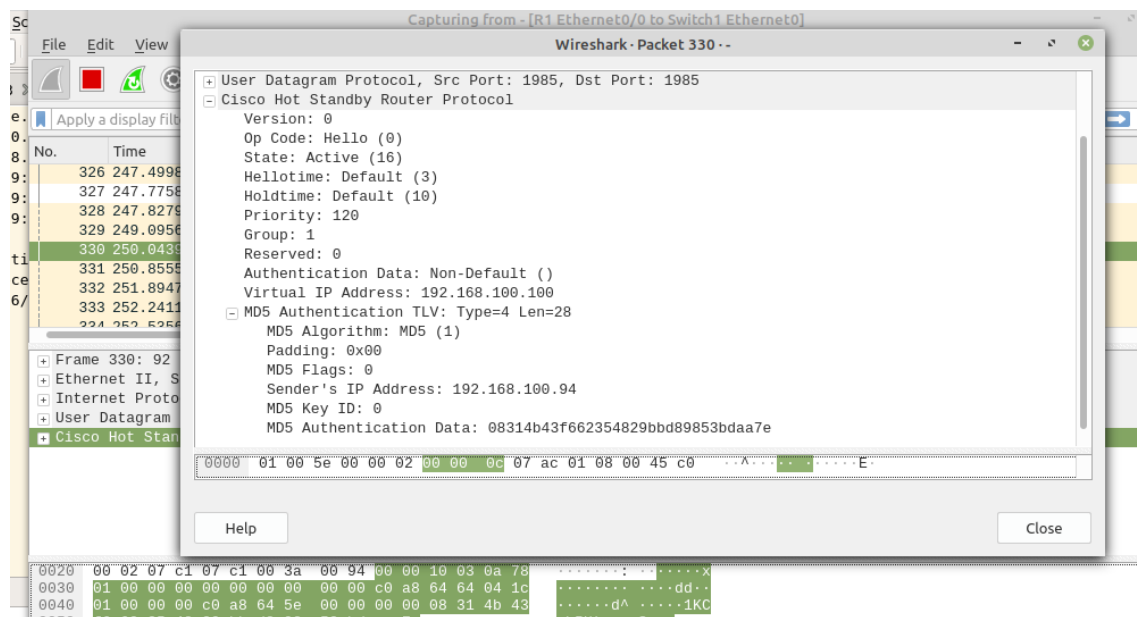 Sc
Capturing from - [R1 Ethernet0/0 to Switch1 Ethernet0]
File Edit View
Wireshark · Packet 330 · -
User Datagram Protocol, Src Port: 1985, Dst Port: 1985
Cisco Hot Standby Router Protocol
Version: 0
Op Code: Hello (0)
State: Active (16)
Hellotime: Default (3)
Holdtime: Default (10)
Priority: 120
Group: 1
Reserved: 0
Authentication Data: Non-Default ()
Virtual IP Address: 192.168.100.100
MD5 Authentication TLV: Type=4 Len=28
MD5 Algorithm: MD5 (1)
Padding: 0x00
MD5 Flags: 0
Sender's IP Address: 192.168.100.94
MD5 Key ID: 0
MD5 Authentication Data: 08314b43f662354829bbd89853bdaa7e
0000 01 00 5e 00 00 02 00 00 0c 07 ac 01 08 00 45 c0 ··^··· ·· ······E·
Help Close
Apply a display filt
No. Time
326 247.4998
327 247.7758
328 247.8279
329 249.0956
330 250.0439
331 250.8555
332 251.8947
333 252.2411
334 252.5356
Frame 330: 92
Ethernet II, S
Internet Proto
User Datagram
Cisco Hot Stan
0020 00 02 07 c1 07 c1 00 3a 00 94 00 00 10 03 0a 78 ·······: ·······x
0030 01 00 00 00 00 00 00 00 00 00 c0 a8 64 64 04 1c ········ ····dd··
0040 01 00 00 00 c0 a8 64 5e 00 00 00 00 08 31 4b 43 ······d^ ·····1KC